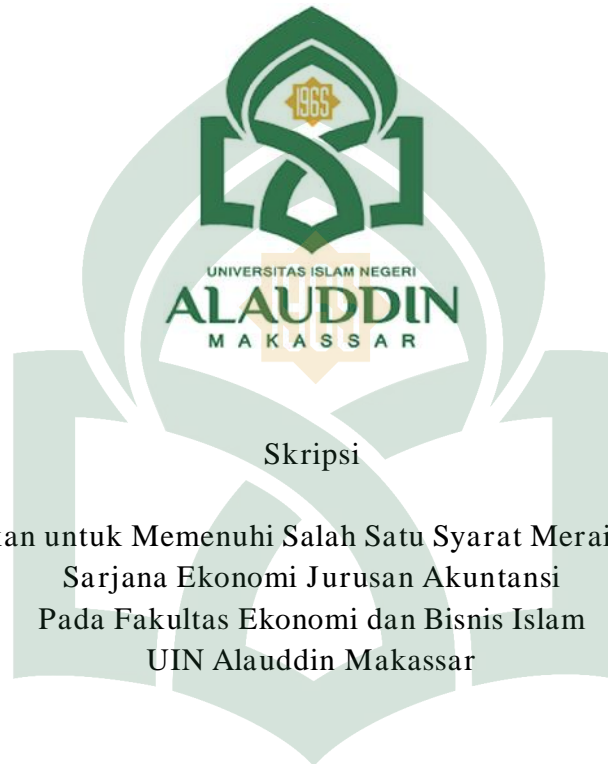 1965
UNIVERSITAS ISLAM NEGERI
ALAUDDIN
MAKASSAR
Skripsi
untuk Memenuhi Salah Satu Syarat
Sarjana Ekonomi Jurusan Akuntansi
Pada Fakultas Ekonomi dan Bisnis Islam
UIN Alauddin Makassar